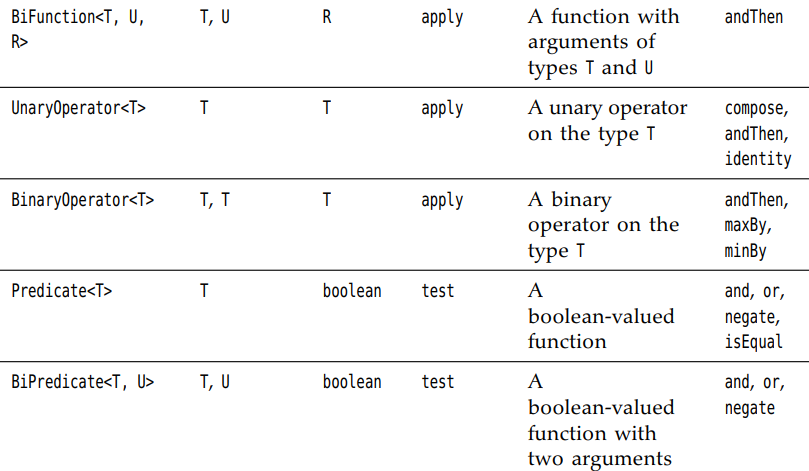 BiFunction<T, U, T, U R apply A function with andThen
R> arguments of
types T and U
UnaryOperator<T> T T apply A unary operator compose,
on the type T andThen,
identity
BinaryOperator<T> T, T T apply A binary andThen,
operator on the maxBy,
type T minBy
Predicate<T> T boolean test A and, or,
boolean-valued negate,
function isEqual
BiPredicate<T, U> T, U boolean test A and, or,
boolean-valued negate
function with
two arguments